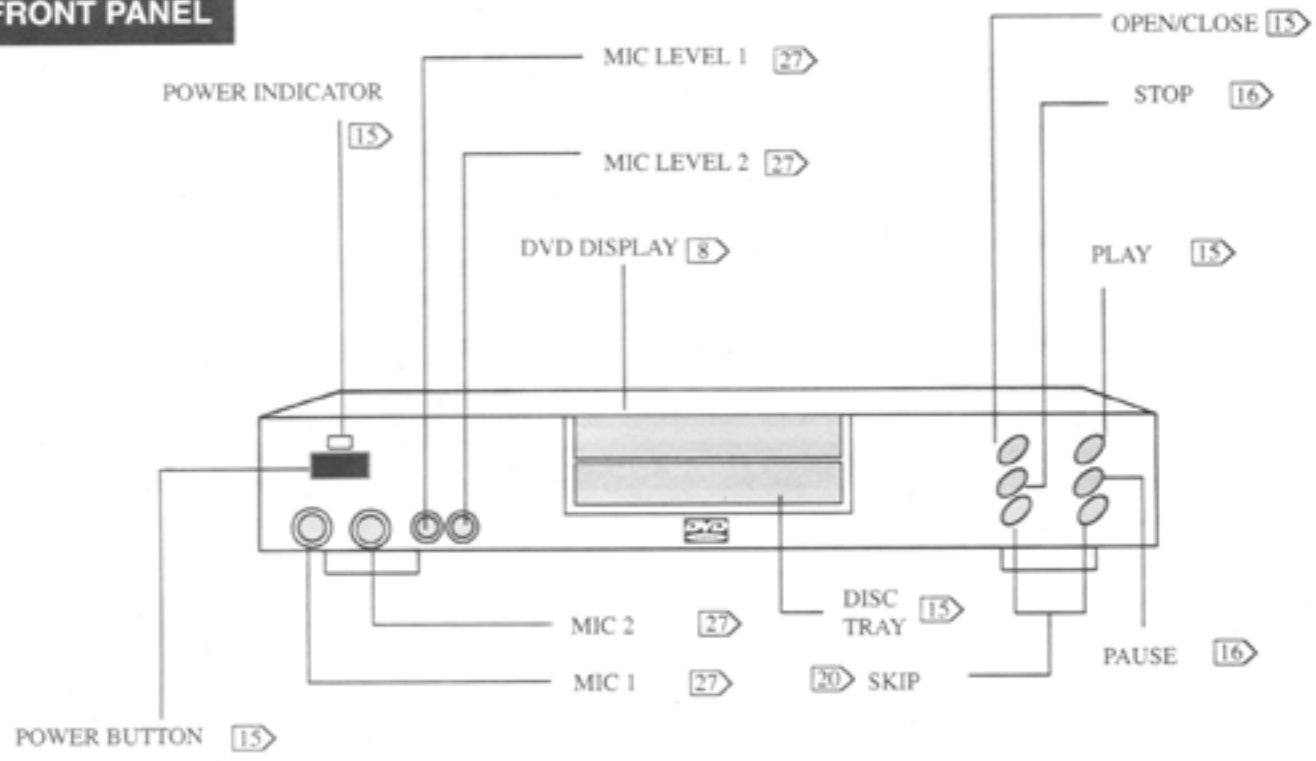 FRONT PANEL
OPEN/CLOSE 15
MIC LEVEL 1 27
POWER INDICATOR
15
STOP 16
MIC LEVEL 2 27
DVD DISPLAY 8
PLAY 15
DVD
MIC 2 27
DISC
TRAY 15
PAUSE 16
MIC 1 27
20 SKIP
POWER BUTTON 15